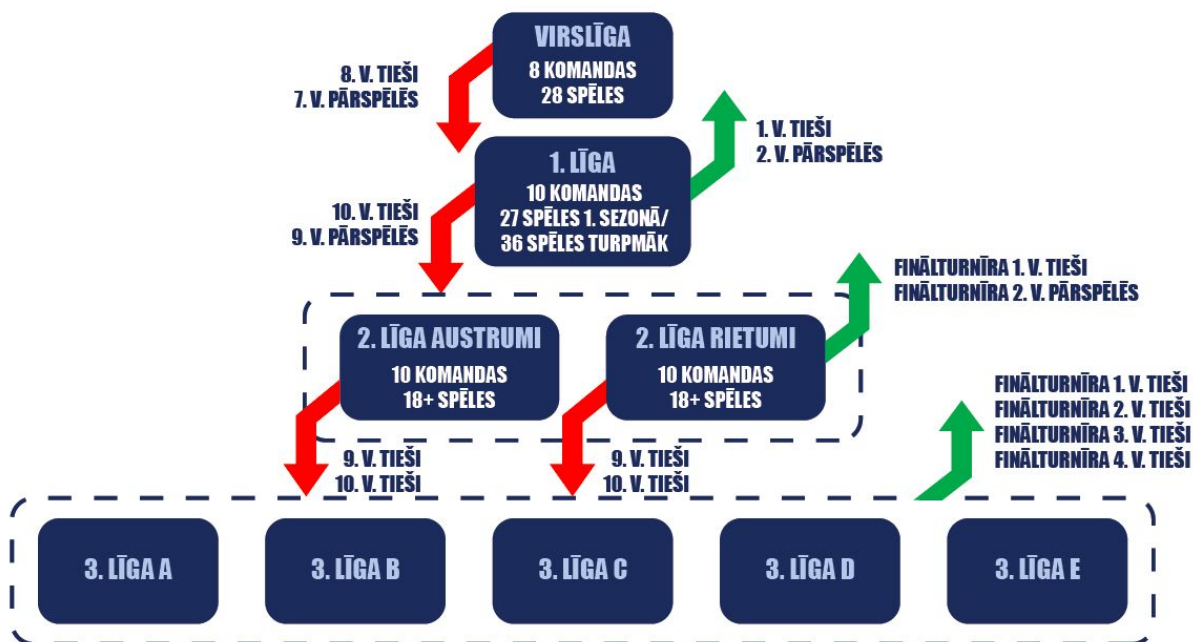 VIRSLĪGA
8 KOMANDAS
28 SPĒLES
8. V. TIEŠI
7. V. PĀRSPĒLĒS
1. V. TIEŠI
2. V. PĀRSPĒLĒS
1. LĪGA
10 KOMANDAS
27 SPĒLES 1. SEZONĀ/
36 SPĒLES TURPMĀK
10. V. TIEŠI
9. V. PĀRSPĒLĒS
FINĀLTURNĪRA 1. V. TIEŠI
FINĀLTURNĪRA 2. V. PĀRSPĒLĒS
2. LĪGA AUSTRUMI
10 KOMANDAS
18+ SPĒLES
2. LĪGA RIETUMI
10 KOMANDAS
18+ SPĒLES
FINĀLTURNĪRA 1. V. TIEŠI
FINĀLTURNĪRA 2. V. TIEŠI
FINĀLTURNĪRA 3. V. TIEŠI
FINĀLTURNĪRA 4. V. TIEŠI
9. V. TIEŠI
10. V. TIEŠI
9. V. TIEŠI
10. V. TIEŠI
3. LĪGA A
3. LĪGA B
3. LĪGA C
3. LĪGA D
3. LĪGA E